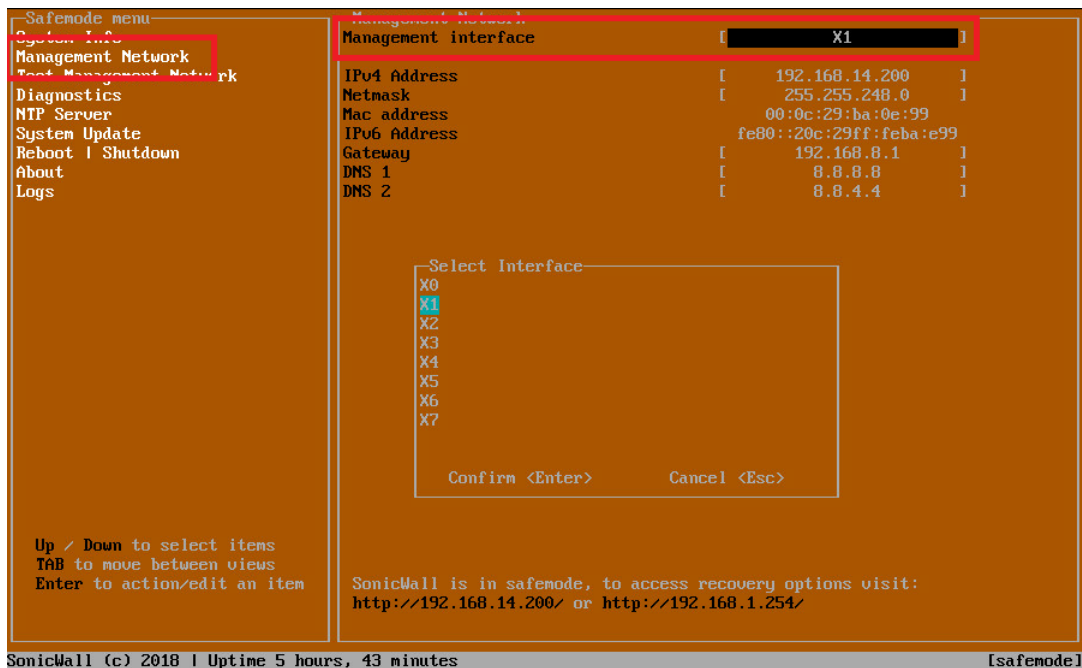 Safemode menu
System Info
Management Network
Test Management Network
Diagnostics
NTP Server
System Update
Reboot | Shutdown
About
Logs
Up / Down to select items
TAB to move between views
Enter to action/edit an item
Management Network
Management interface [ X1 ]
IPv4 Address [ 192.168.14.200 ]
Netmask [ 255.255.248.0 ]
Mac address 00:0c:29:ba:0e:99
IPv6 Address fe80::20c:29ff:feba:e99
Gateway [ 192.168.8.1 ]
DNS 1 [ 8.8.8.8 ]
DNS 2 [ 8.8.4.4 ]
Select Interface
X0
X1
X2
X3
X4
X5
X6
X7
Confirm <Enter> Cancel <Esc>
SonicWall is in safemode, to access recovery options visit:
http://192.168.14.200/ or http://192.168.1.254/
SonicWall (c) 2018 | Uptime 5 hours, 43 minutes [safemode]